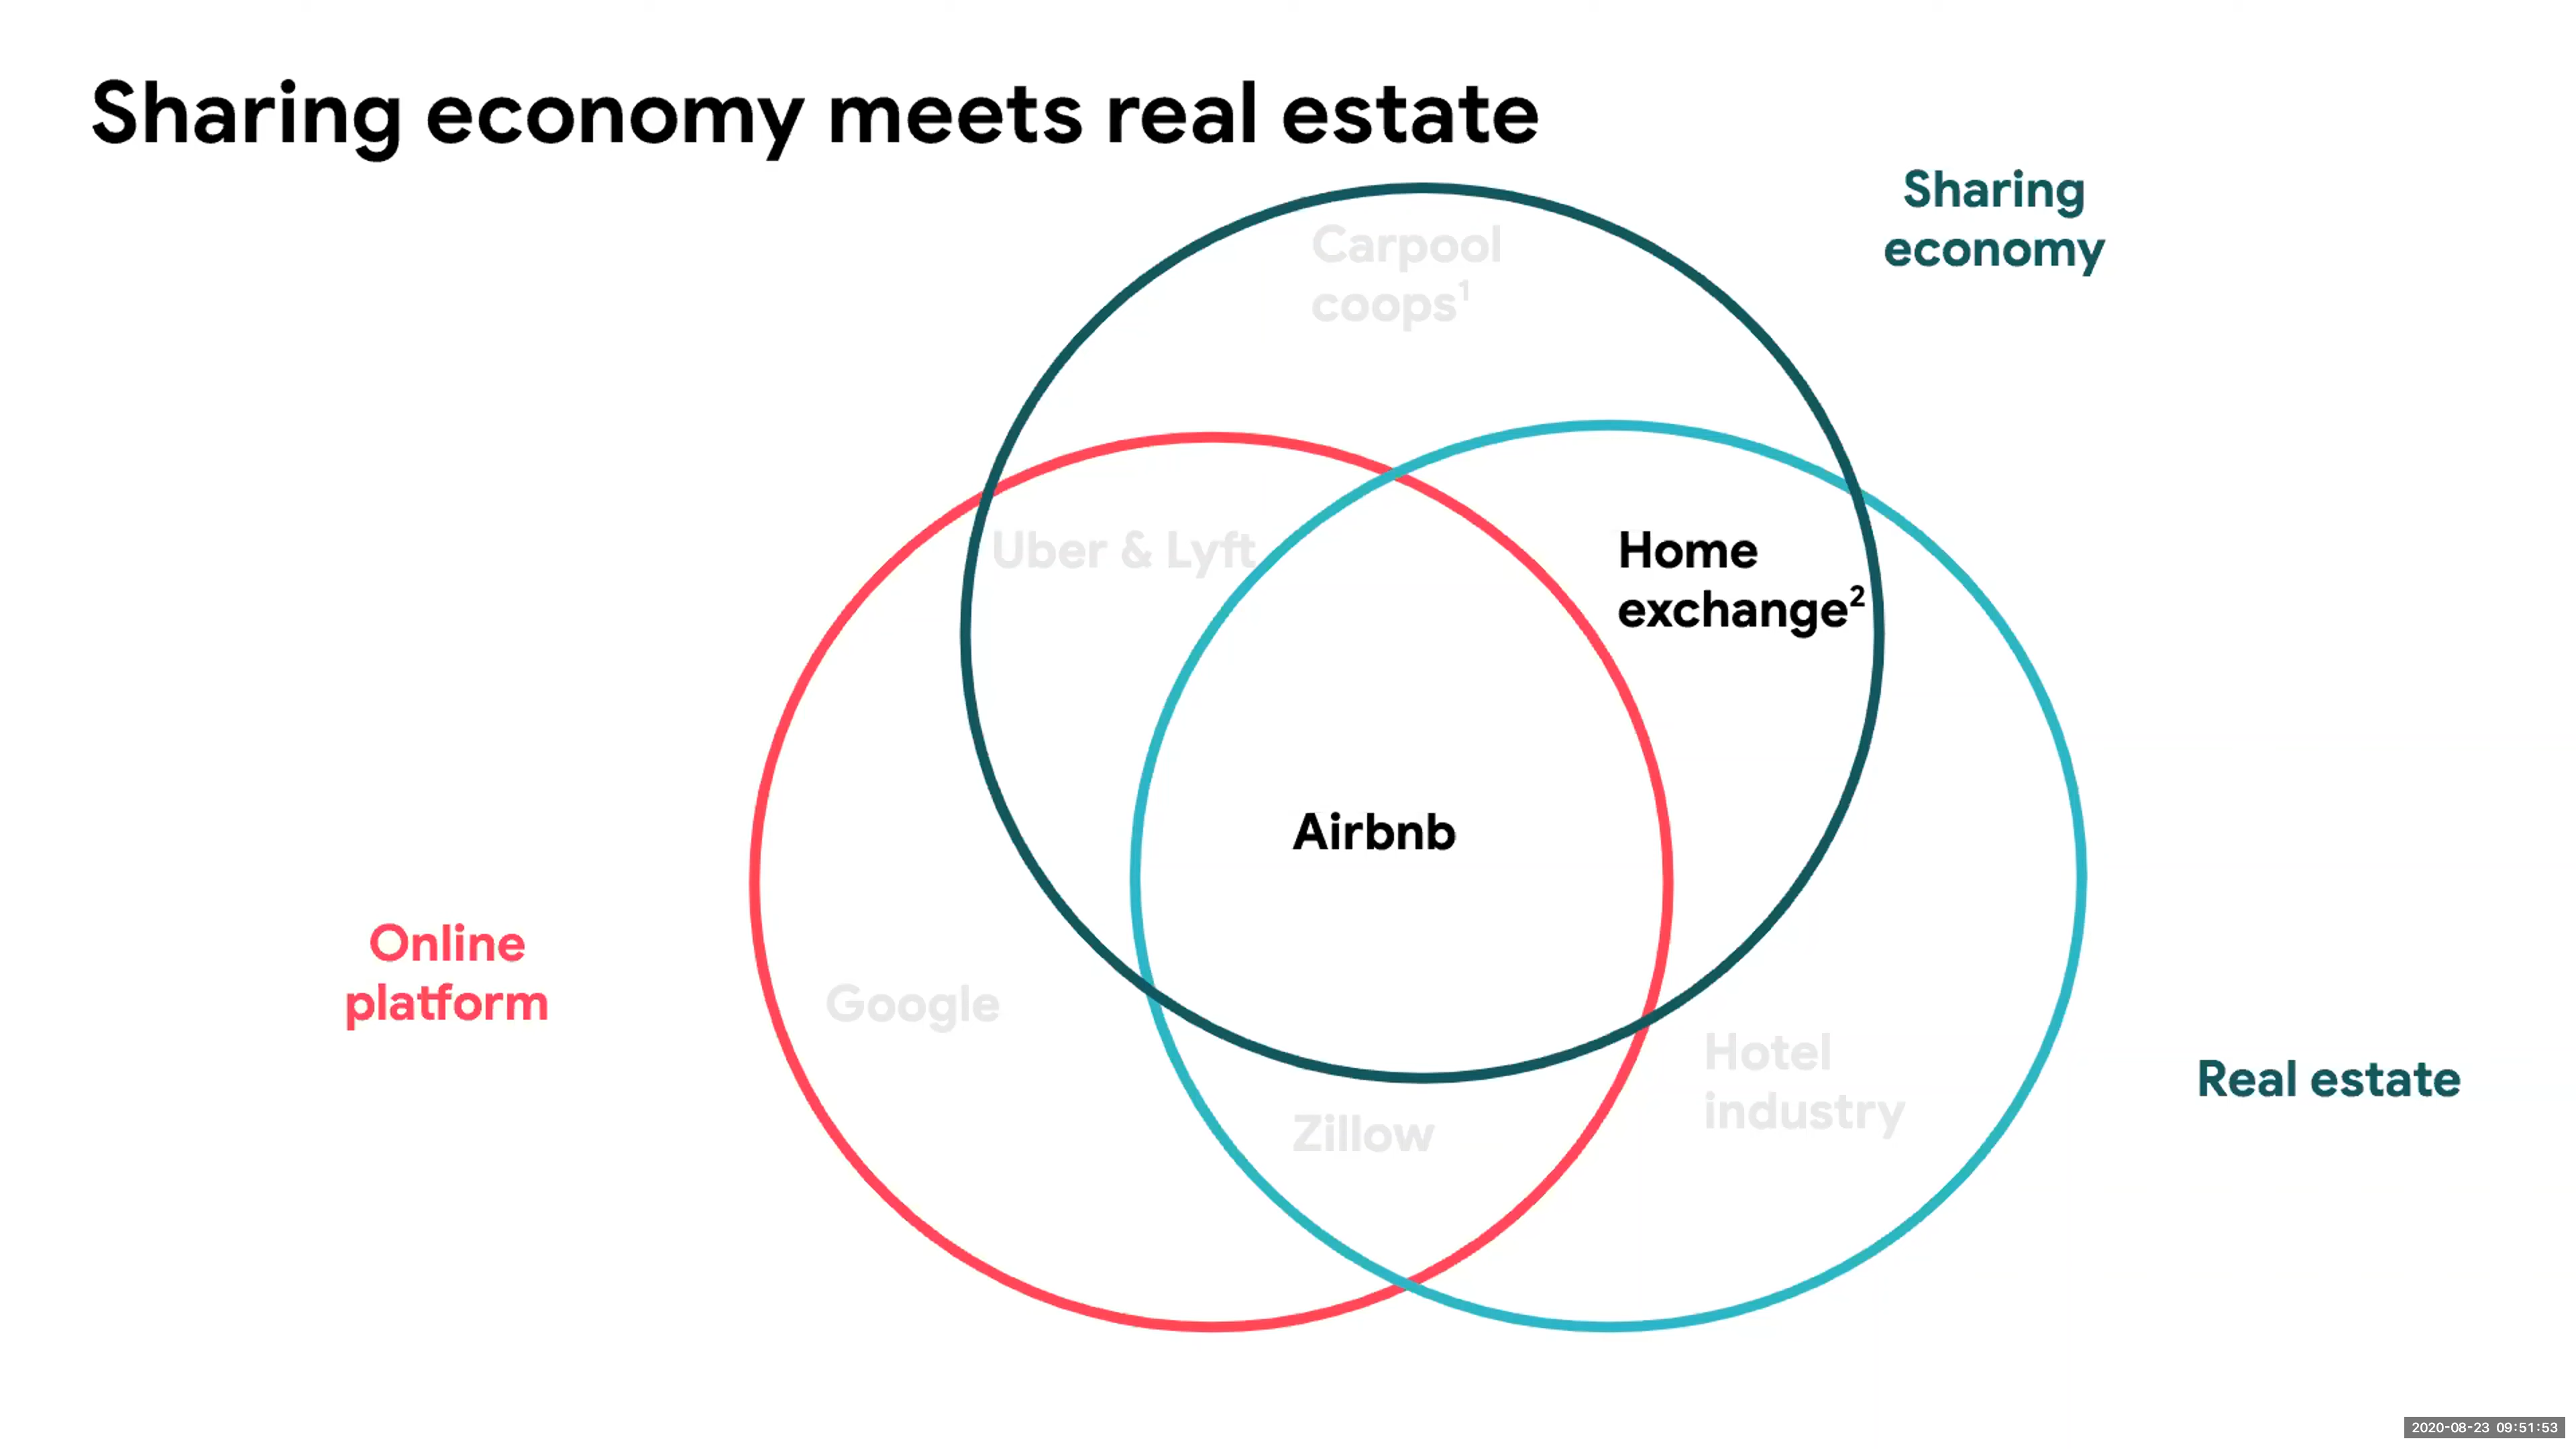 Sharing economy meets real estate
Sharing
economy
Carpool
coops¹
Uber & Lyft
Home
exchange²
Airbnb
Online
platform
Google
Hotel
industry
Real estate
Zillow
2020-08-23 09:51:53